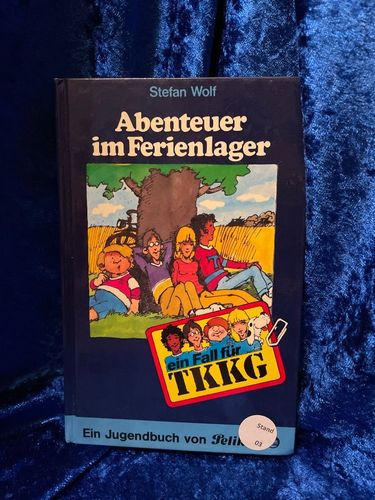 Stefan Wolf
Abenteuer
im Ferienlager
T
ein Fall für
TKKG
Ein Jugendbuch von
Stand
03